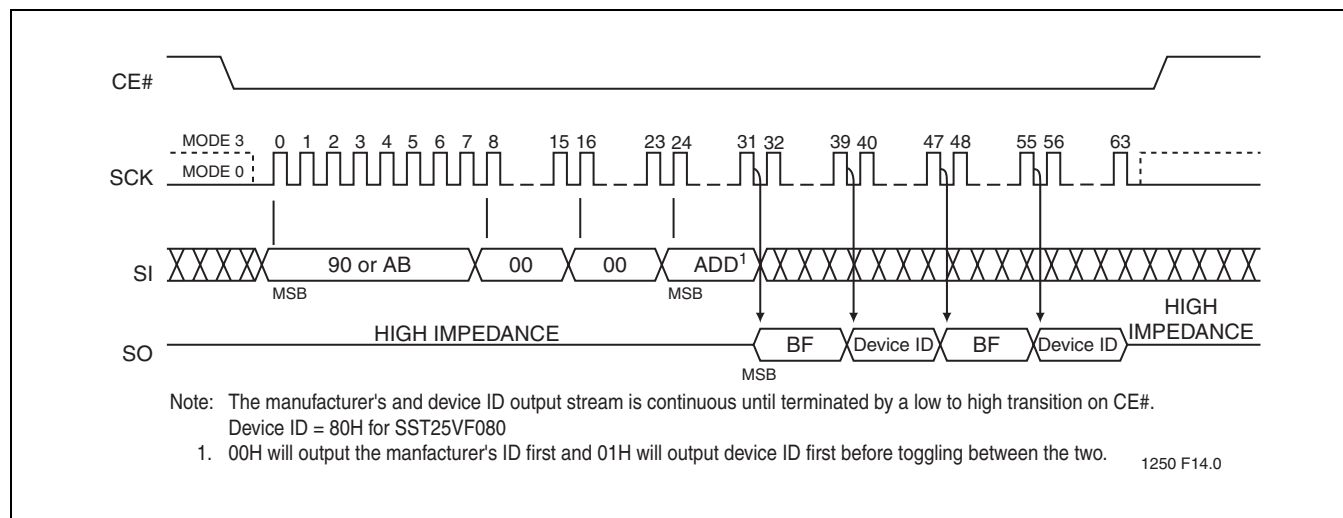 CE#
MODE 3 0 1 2 3 4 5 6 7 8 15 16 23 24 31 32 39 40 47 48 55 56 63
SCK MODE 0
SI 90 or AB 00 00 ADD1
MSB MSB
HIGH IMPEDANCE
HIGH IMPEDANCE
SO BF Device ID BF Device ID
MSB
Note: The manufacturer's and device ID output stream is continuous until terminated by a low to high transition on CE#.
Device ID = 80H for SST25VF080
1. 00H will output the manfacturer's ID first and 01H will output device ID first before toggling between the two.
1250 F14.0